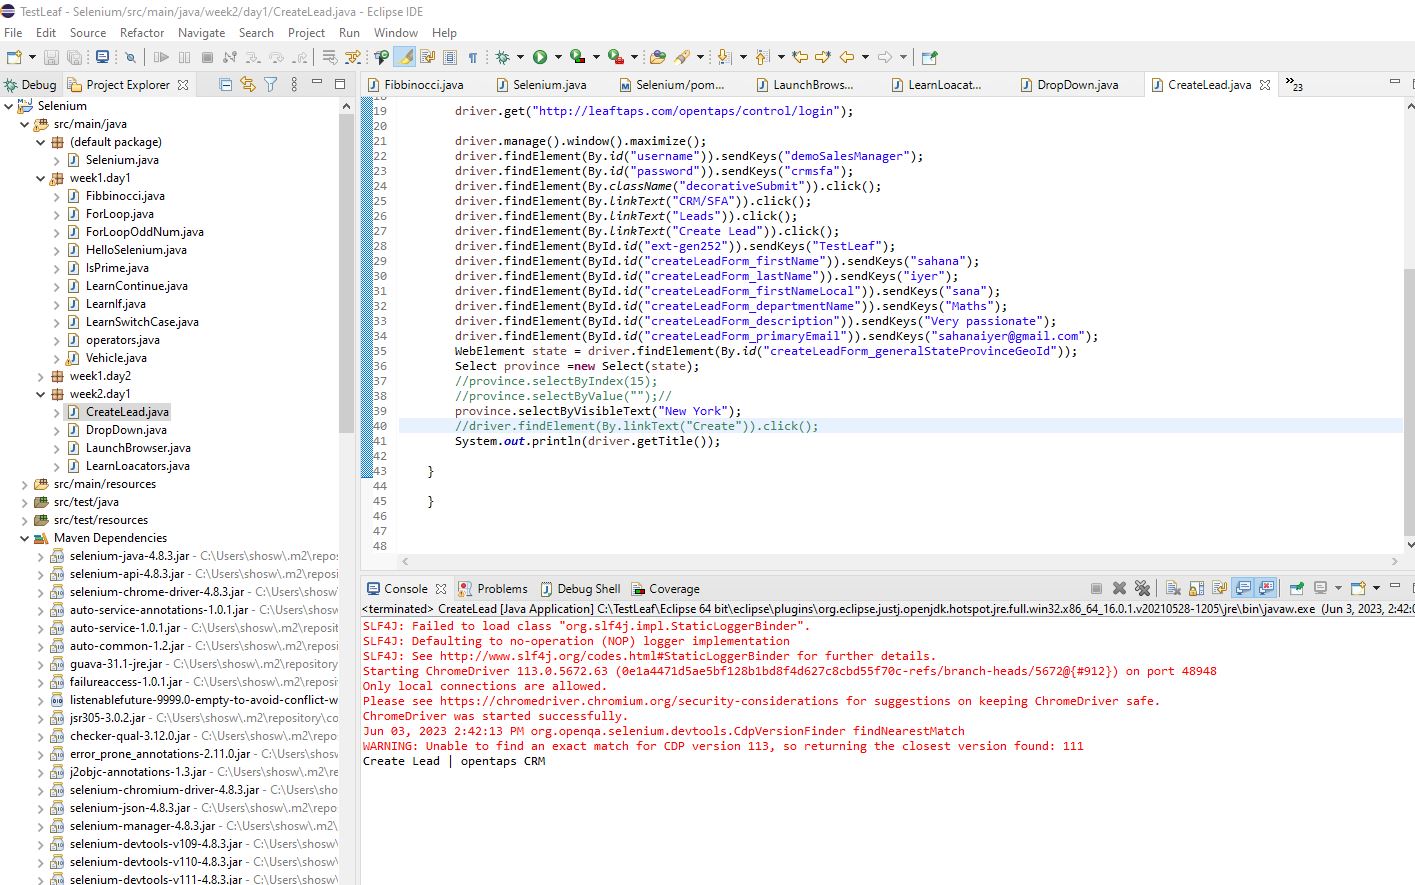 TestLeaf - Selenium/src/main/java/week2/day1/CreateLead.java - Eclipse IDE
File Edit Source Refactor Navigate Search Project Run Window Help
Debug Project Explorer
Selenium
src/main/java
(default package)
Selenium.java
week1.day1
Fibbinocci.java
ForLoop.java
ForLoopOddNum.java
HelloSelenium.java
IsPrime.java
LearnContinue.java
LearnIf.java
LearnSwitchCase.java
operators.java
Vehicle.java
week1.day2
week2.day1
CreateLead.java
DropDown.java
LaunchBrowser.java
LearnLoacators.java
src/main/resources
src/test/java
src/test/resources
Maven Dependencies
selenium-java-4.8.3.jar - C:\Users\shosw\.m2\repos
selenium-api-4.8.3.jar - C:\Users\shosw\.m2\reposi
selenium-chrome-driver-4.8.3.jar - C:\Users\shosw\
auto-service-annotations-1.0.1.jar - C:\Users\shosw
auto-service-1.0.1.jar - C:\Users\shosw\.m2\reposi
auto-common-1.2.jar - C:\Users\shosw\.m2\reposi
guava-31.1-jre.jar - C:\Users\shosw\.m2\repository
failureaccess-1.0.1.jar - C:\Users\shosw\.m2\repos
listenablefuture-9999.0-empty-to-avoid-conflict-w
jsr305-3.0.2.jar - C:\Users\shosw\.m2\repository\co
checker-qual-3.12.0.jar - C:\Users\shosw\.m2\repo
error_prone_annotations-2.11.0.jar - C:\Users\shos
j2objc-annotations-1.3.jar - C:\Users\shosw\.m2\re
selenium-chromium-driver-4.8.3.jar - C:\Users\shos
selenium-json-4.8.3.jar - C:\Users\shosw\.m2\repo
selenium-manager-4.8.3.jar - C:\Users\shosw\.m2\
selenium-devtools-v109-4.8.3.jar - C:\Users\shosw\
selenium-devtools-v110-4.8.3.jar - C:\Users\shosw\
selenium-devtools-v111-4.8.3.jar - C:\Users\shosw\
Fibbinocci.java Selenium.java Selenium/pom... LaunchBrows... LearnLoacat... DropDown.java CreateLead.java »23
18
19 driver.get("http://leaftaps.com/opentaps/control/login");
20
21 driver.manage().window().maximize();
22 driver.findElement(By.id("username")).sendKeys("demoSalesManager");
23 driver.findElement(By.id("password")).sendKeys("crmsfa");
24 driver.findElement(By.className("decorativeSubmit")).click();
25 driver.findElement(By.linkText("CRM/SFA")).click();
26 driver.findElement(By.linkText("Leads")).click();
27 driver.findElement(By.linkText("Create Lead")).click();
28 driver.findElement(ById.id("ext-gen252")).sendKeys("TestLeaf");
29 driver.findElement(ById.id("createLeadForm_firstName")).sendKeys("sahana");
30 driver.findElement(ById.id("createLeadForm_lastName")).sendKeys("iyer");
31 driver.findElement(ById.id("createLeadForm_firstNameLocal")).sendKeys("sana");
32 driver.findElement(ById.id("createLeadForm_departmentName")).sendKeys("Maths");
33 driver.findElement(ById.id("createLeadForm_description")).sendKeys("Very passionate");
34 driver.findElement(ById.id("createLeadForm_primaryEmail")).sendKeys("sahanaiyer@gmail.com");
35 WebElement state = driver.findElement(By.id("createLeadForm_generalStateProvinceGeoId"));
36 Select province =new Select(state);
37 //province.selectByIndex(15);
38 //province.selectByValue("");//
39 province.selectByVisibleText("New York");
40 //driver.findElement(By.linkText("Create")).click();
41 System.out.println(driver.getTitle());
42
43 }
44
45 }
46
47
48
Console Problems Debug Shell Coverage
<terminated> CreateLead [Java Application] C:\TestLeaf\Eclipse 64 bit\eclipse\plugins\org.eclipse.justj.openjdk.hotspot.jre.full.win32.x86_64_16.0.1.v20210528-1205\jre\bin\javaw.exe (Jun 3, 2023, 2:42:0
SLF4J: Failed to load class "org.slf4j.impl.StaticLoggerBinder".
SLF4J: Defaulting to no-operation (NOP) logger implementation
SLF4J: See http://www.slf4j.org/codes.html#StaticLoggerBinder for further details.
Starting ChromeDriver 113.0.5672.63 (0e1a4471d5ae5bf128b1bd8f4d627c8cbd55f70c-refs/branch-heads/5672@{#912}) on port 48948
Only local connections are allowed.
Please see https://chromedriver.chromium.org/security-considerations for suggestions on keeping ChromeDriver safe.
ChromeDriver was started successfully.
Jun 03, 2023 2:42:13 PM org.openqa.selenium.devtools.CdpVersionFinder findNearestMatch
WARNING: Unable to find an exact match for CDP version 113, so returning the closest version found: 111
Create Lead | opentaps CRM